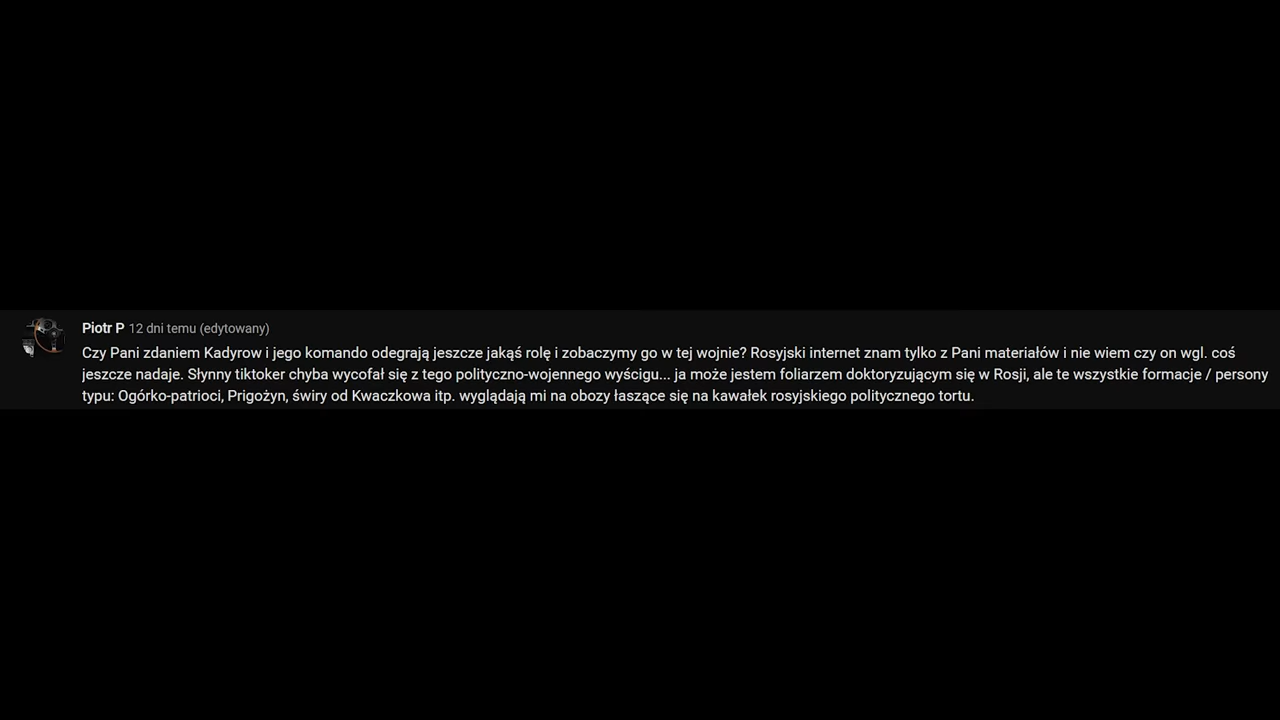 Piotr P 12 dni temu (edytowany)
Czy Pani zdaniem Kadyrow i jego komando odegrają jeszcze jakąś rolę i zobaczymy go w tej wojnie? Rosyjski internet znam tylko z Pani materiałów i nie wiem czy on wgl. coś
jeszcze nadaje. Słynny tiktoker chyba wycofał się z tego polityczno-wojennego wyścigu... ja może jestem foliarzem doktoryzującym się w Rosji, ale te wszystkie formacje / persony
typu: Ogórko-patrioci, Prigożyn, świry od Kwaczkowa itp. wyglądają mi na obozy łaszące się na kawałek rosyjskiego politycznego tortu.